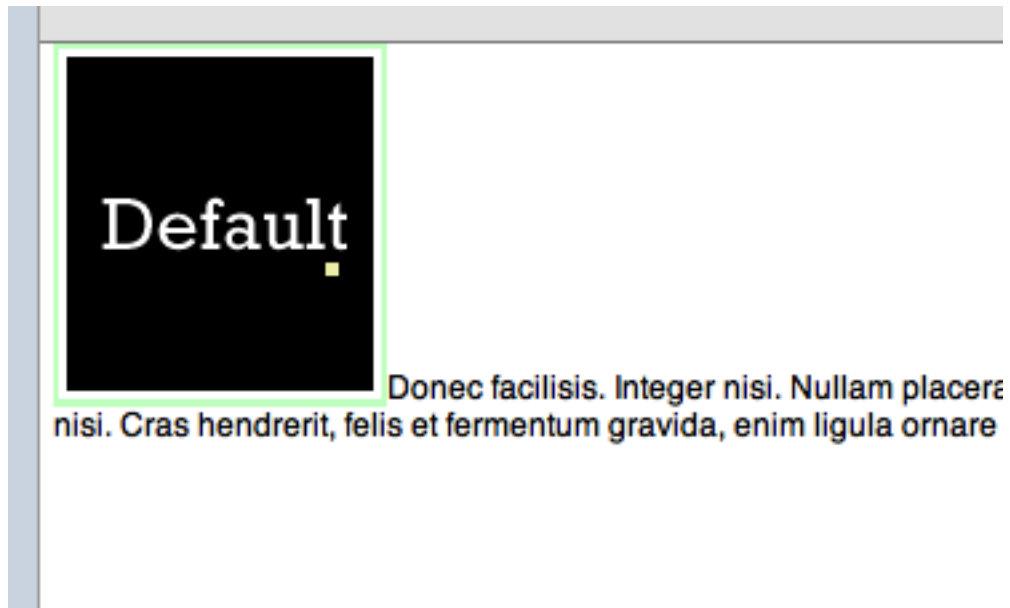 Default
Donec facilisis. Integer nisi. Nullam placera
nisi. Cras hendrerit, felis et fermentum gravida, enim ligula ornare